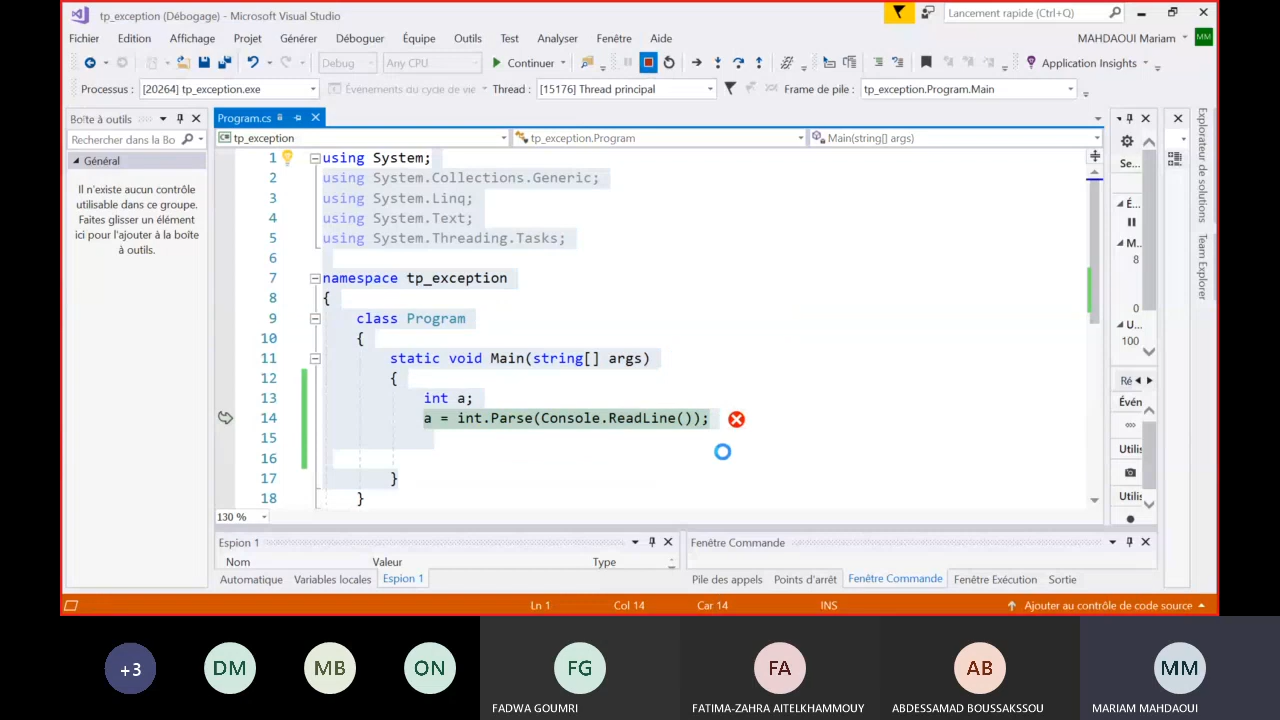 tp_exception (Débogage) - Microsoft Visual Studio
Lancement rapide (Ctrl+Q)
Fichier Edition Affichage Projet Générer Déboguer Équipe Outils Test Analyser Fenêtre Aide
MAHDAOUI Mariam MM
Debug Any CPU Continuer Application Insights
Processus : [20264] tp_exception.exe Évenements du cycle de vie Thread : [15176] Thread principal Frame de pile : tp_exception.Program.Main
Boîte à outils
Program.cs
Rechercher dans la Bo
tp_exception tp_exception.Program Main(string[] args)
Général
Il n'existe aucun contrôle
utilisable dans ce groupe.
Faites glisser un élément
ici pour l'ajouter à la boîte
à outils.
1 using System;
2 using System.Collections.Generic;
3 using System.Linq;
4 using System.Text;
5 using System.Threading.Tasks;
6
7 namespace tp_exception
8 {
9 class Program
10 {
11 static void Main(string[] args)
12 {
13 int a;
14 a = int.Parse(Console.ReadLine());
15
16
17 }
18 }
130 %
Se...
É...
M...
8
0
U...
100
Ré
Évén
Utilis
Utilis
Explorateur de solutions
Team Explorer
Espion 1
Nom Valeur Type
Automatique Variables locales Espion 1
Fenêtre Commande
Pile des appels Points d'arrêt Fenêtre Commande Fenêtre Exécution Sortie
Ln 1 Col 14 Car 14 INS Ajouter au contrôle de code source
+3 DM MB ON FG FA AB MM
FADWA GOUMRI FATIMA-ZAHRA AITELKHAMMOUY ABDESSAMAD BOUSSAKSSOU MARIAM MAHDAOUI